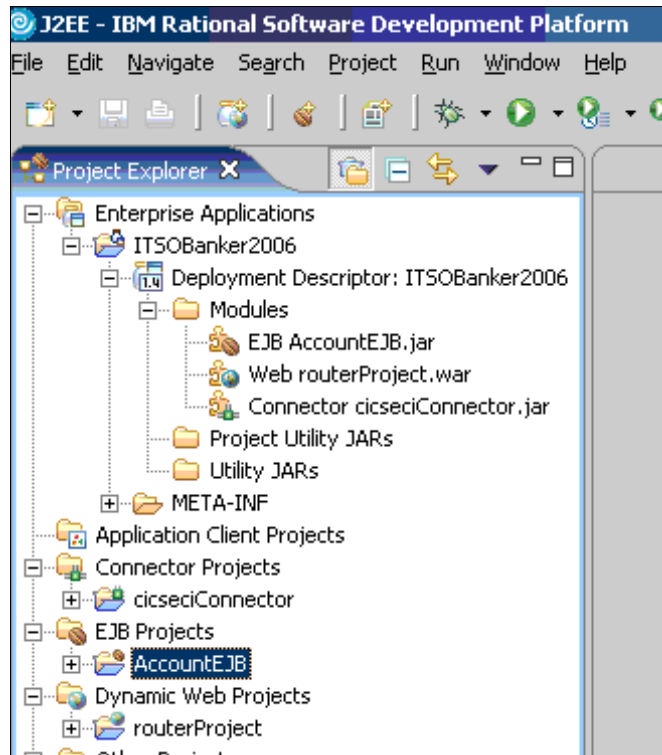 J2EE - IBM Rational Software Development Platform
File Edit Navigate Search Project Run Window Help
Project Explorer
Enterprise Applications
ITSOBanker2006
1.4 Deployment Descriptor: ITSOBanker2006
Modules
EJB AccountEJB.jar
Web routerProject.war
Connector cicseciConnector.jar
Project Utility JARs
Utility JARs
META-INF
Application Client Projects
Connector Projects
cicseciConnector
EJB Projects
AccountEJB
Dynamic Web Projects
routerProject